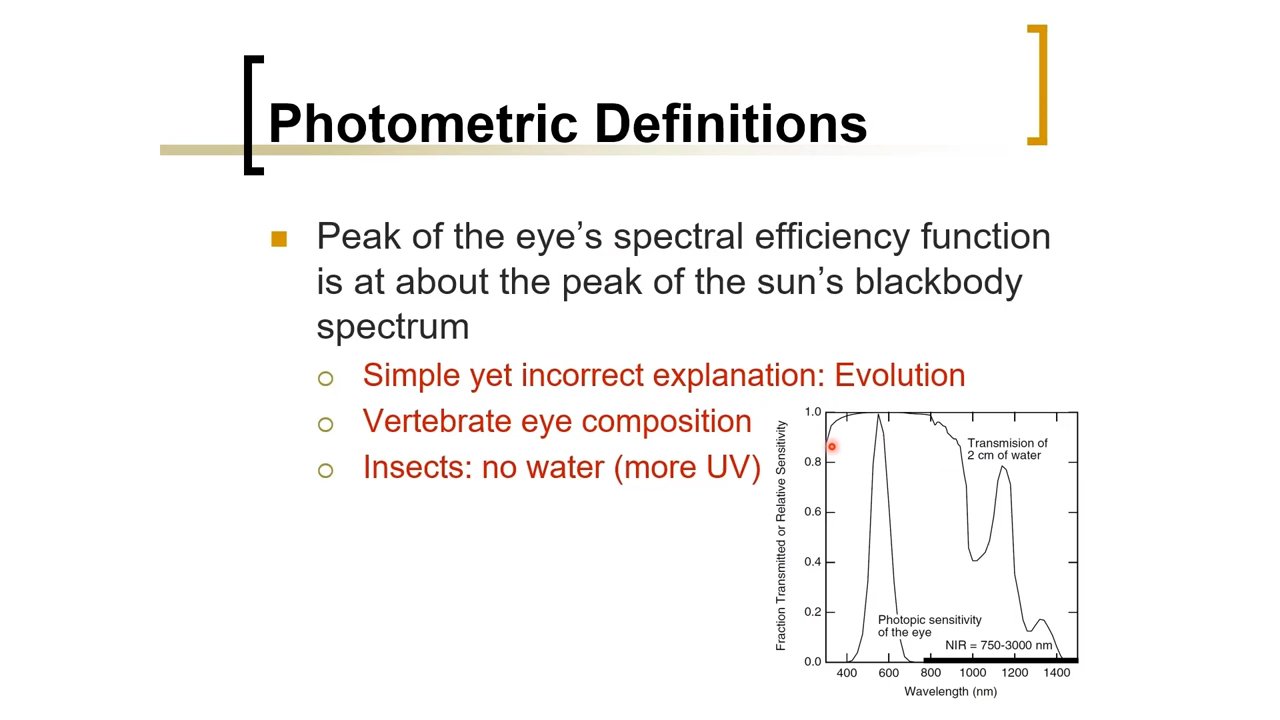 Photometric Definitions
Peak of the eye’s spectral efficiency function
is at about the peak of the sun’s blackbody
spectrum
Simple yet incorrect explanation: Evolution
Vertebrate eye composition
Insects: no water (more UV)
Fraction Transmitted or Relative Sensitivity
1.0
0.8
0.6
0.4
0.2
0.0
Transmision of
2 cm of water
Photopic sensitivity
of the eye
NIR = 750-3000 nm
400 600 800 1000 1200 1400
Wavelength (nm)